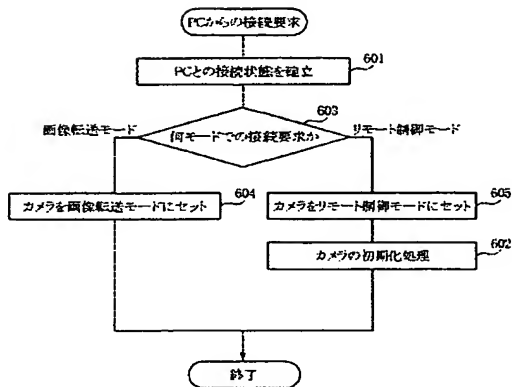 PCからの接続要求
PCとの接続状態を確立
601
603
画像転送モード
何モードでの接続要求か
リモート制御モード
604
カメラを画像転送モードにセット
605
カメラをリモート制御モードにセット
602
カメラの初期化処理
終了